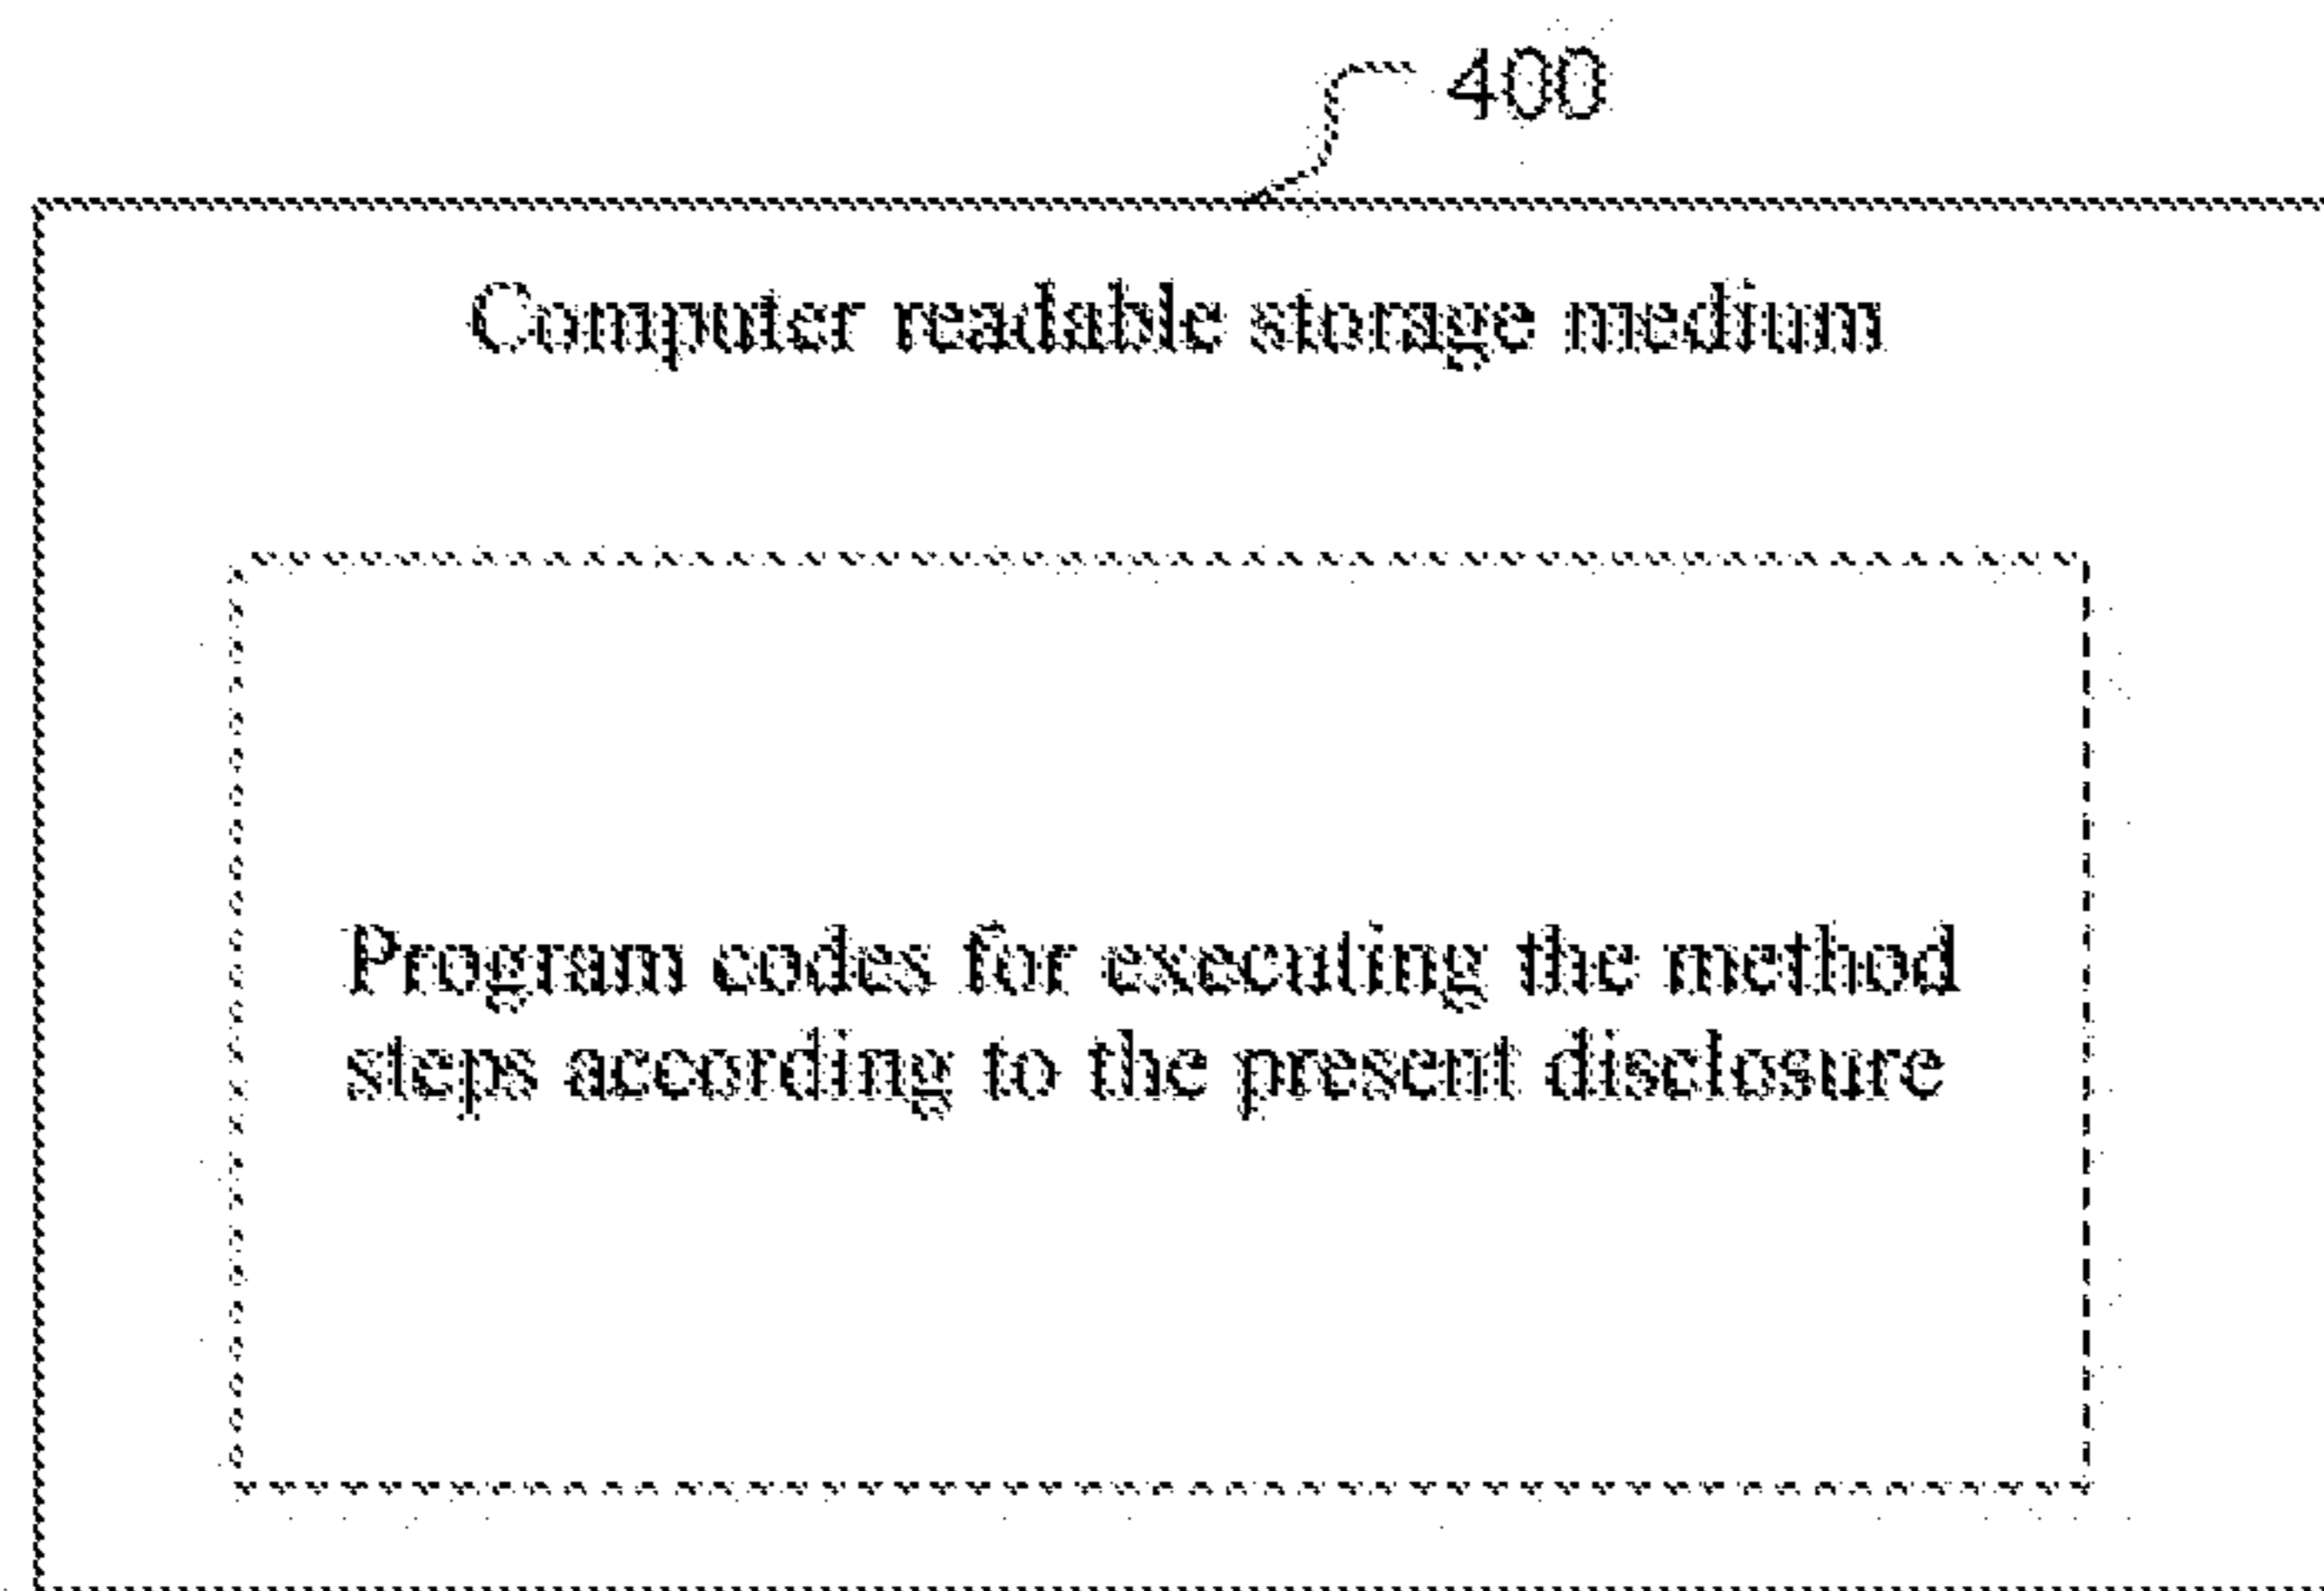 400
Computer readable storage medium
Program codes for executing the method
steps according to the present disclosure